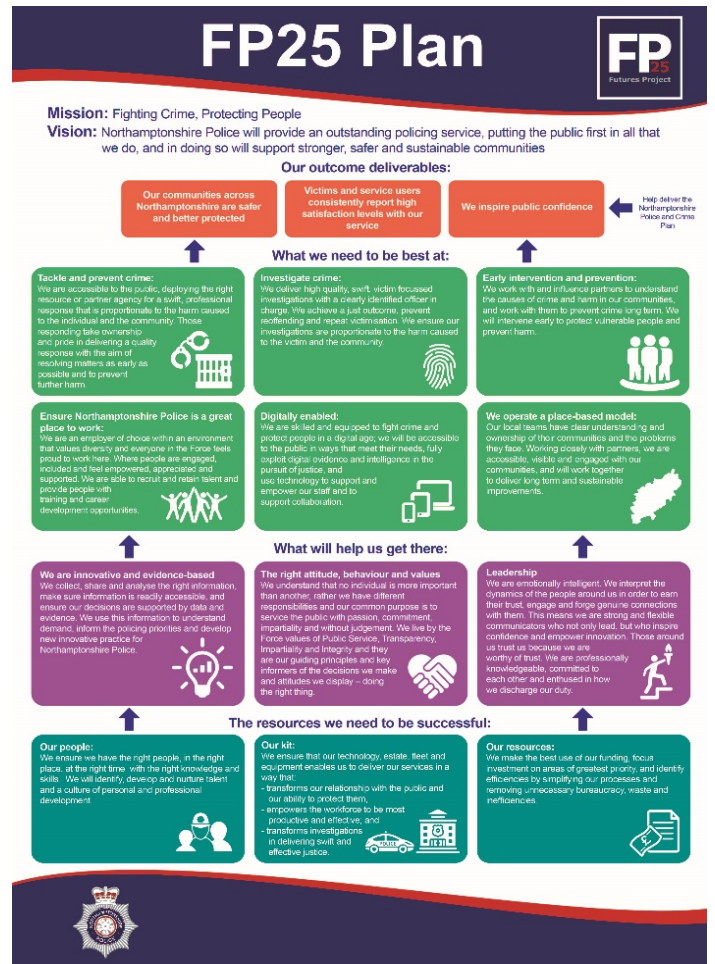 FP25 Plan
FP
25
Futures Project
Mission: Fighting Crime, Protecting People
Vision: Northamptonshire Police will provide an outstanding policing service, putting the public first in all that
we do, and in doing so will support stronger, safer and sustainable communities
Our outcome deliverables:
Our communities across
Northamptonshire are safer
and better protected
Victims and service users
consistently report high
satisfaction levels with our
service
We inspire public confidence
Help deliver the
Northamptonshire
Police and Crime
Plan
What we need to be best at:
Tackle and prevent crime:
We are accessible to the public, deploying the right
resource or partner agency for a swift, professional
response that is proportionate to the harm caused
to the individual and the community. Those
responding take ownership
and pride in delivering a quality
response with the aim of
resolving matters as early as
possible and to prevent
further harm.
Investigate crime:
We deliver high quality, swift, victim focussed
investigations with a clearly identified officer in
charge. We achieve a just outcome, prevent
reoffending and repeat victimisation. We ensure our
investigations are proportionate to the harm caused
to the victim and the community.
Early intervention and prevention:
We work with and influence partners to understand
the causes of crime and harm in our communities,
and work with them to prevent crime long term. We
will intervene early to protect vulnerable people and
prevent harm.
Ensure Northamptonshire Police is a great
place to work:
We are an employer of choice within an environment
that values diversity and everyone in the Force feels
proud to work here. Where people are engaged,
included and feel empowered, appreciated and
supported. We are able to recruit and retain talent and
provide people with
training and career
development opportunities.
Digitally enabled:
We are skilled and equipped to fight crime and
protect people in a digital age; we will be accessible
to the public in ways that meet their needs, fully
exploit digital evidence and intelligence in the
pursuit of justice, and
use technology to support and
empower our staff and to
support collaboration.
We operate a place-based model:
Our local teams have clear understanding and
ownership of their communities and the problems
they face. Working closely with partners, we are
accessible, visible and engaged with our
communities, and will work together
to deliver long term and sustainable
improvements.
What will help us get there:
We are innovative and evidence-based
We collect, share and analyse the right information,
make sure information is readily accessible, and
ensure our decisions are supported by data and
evidence. We use this information to understand
demand, inform the policing priorities and develop
new innovative practice for
Northamptonshire Police.
The right attitude, behaviour and values
We understand that no individual is more important
than another, rather we have different
responsibilities and our common purpose is to
service the public with passion, commitment,
impartiality and without judgement. We live by the
Force values of Public Service, Transparency,
Impartiality and Integrity and they
are our guiding principles and key
informers of the decisions we make
and attitudes we display – doing
the right thing.
Leadership
We are emotionally intelligent. We interpret the
dynamics of the people around us in order to earn
their trust, engage and forge genuine connections
with them. This means we are strong and flexible
communicators who not only lead, but who inspire
confidence and empower innovation. Those around
us trust us because we are
worthy of trust. We are professionally
knowledgeable, committed to
each other and enthused in how
we discharge our duty.
The resources we need to be successful:
Our people:
We ensure we have the right people, in the right
place, at the right time with the right knowledge and
skills. We will identify, develop and nurture talent
and a culture of personal and professional
development
Our kit:
We ensure that our technology, estate, fleet and
equipment enables us to deliver our services in a
way that:
- transforms our relationship with the public and
our ability to protect them,
- empowers the workforce to be most
productive and effective; and
- transforms investigations
in delivering swift and
effective justice.
POLICE
Our resources:
We make the best use of our funding, focus
investment on areas of greatest priority, and identify
efficiencies by simplifying our processes and
removing unnecessary bureaucracy, waste and
inefficiencies.